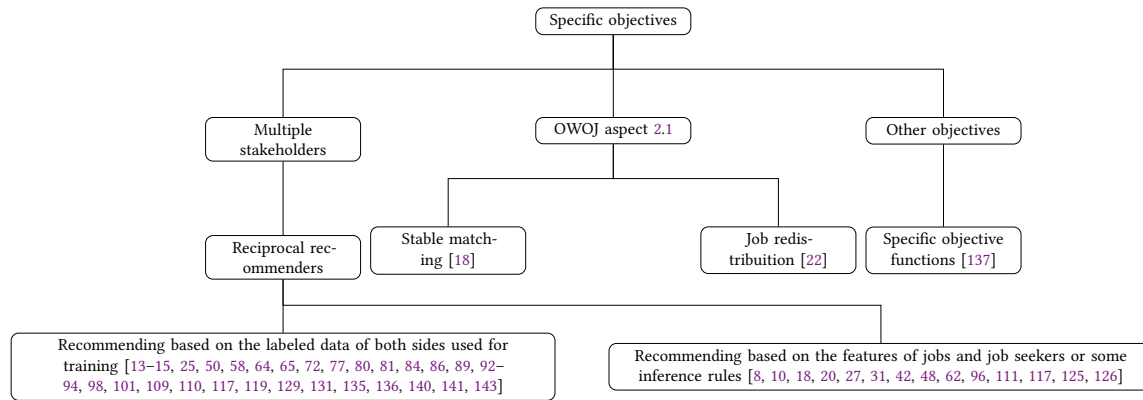 Specific objectives
Multiple
stakeholders
OWOJ aspect 2.1
Other objectives
Reciprocal rec-
ommenders
Stable match-
ing [18]
Job redis-
tribuition [22]
Specific objective
functions [137]
Recommending based on the labeled data of both sides used for
training [13–15, 25, 50, 58, 64, 65, 72, 77, 80, 81, 84, 86, 89, 92–
94, 98, 101, 109, 110, 117, 119, 129, 131, 135, 136, 140, 141, 143]
Recommending based on the features of jobs and job seekers or some
inference rules [8, 10, 18, 20, 27, 31, 42, 48, 62, 96, 111, 117, 125, 126]